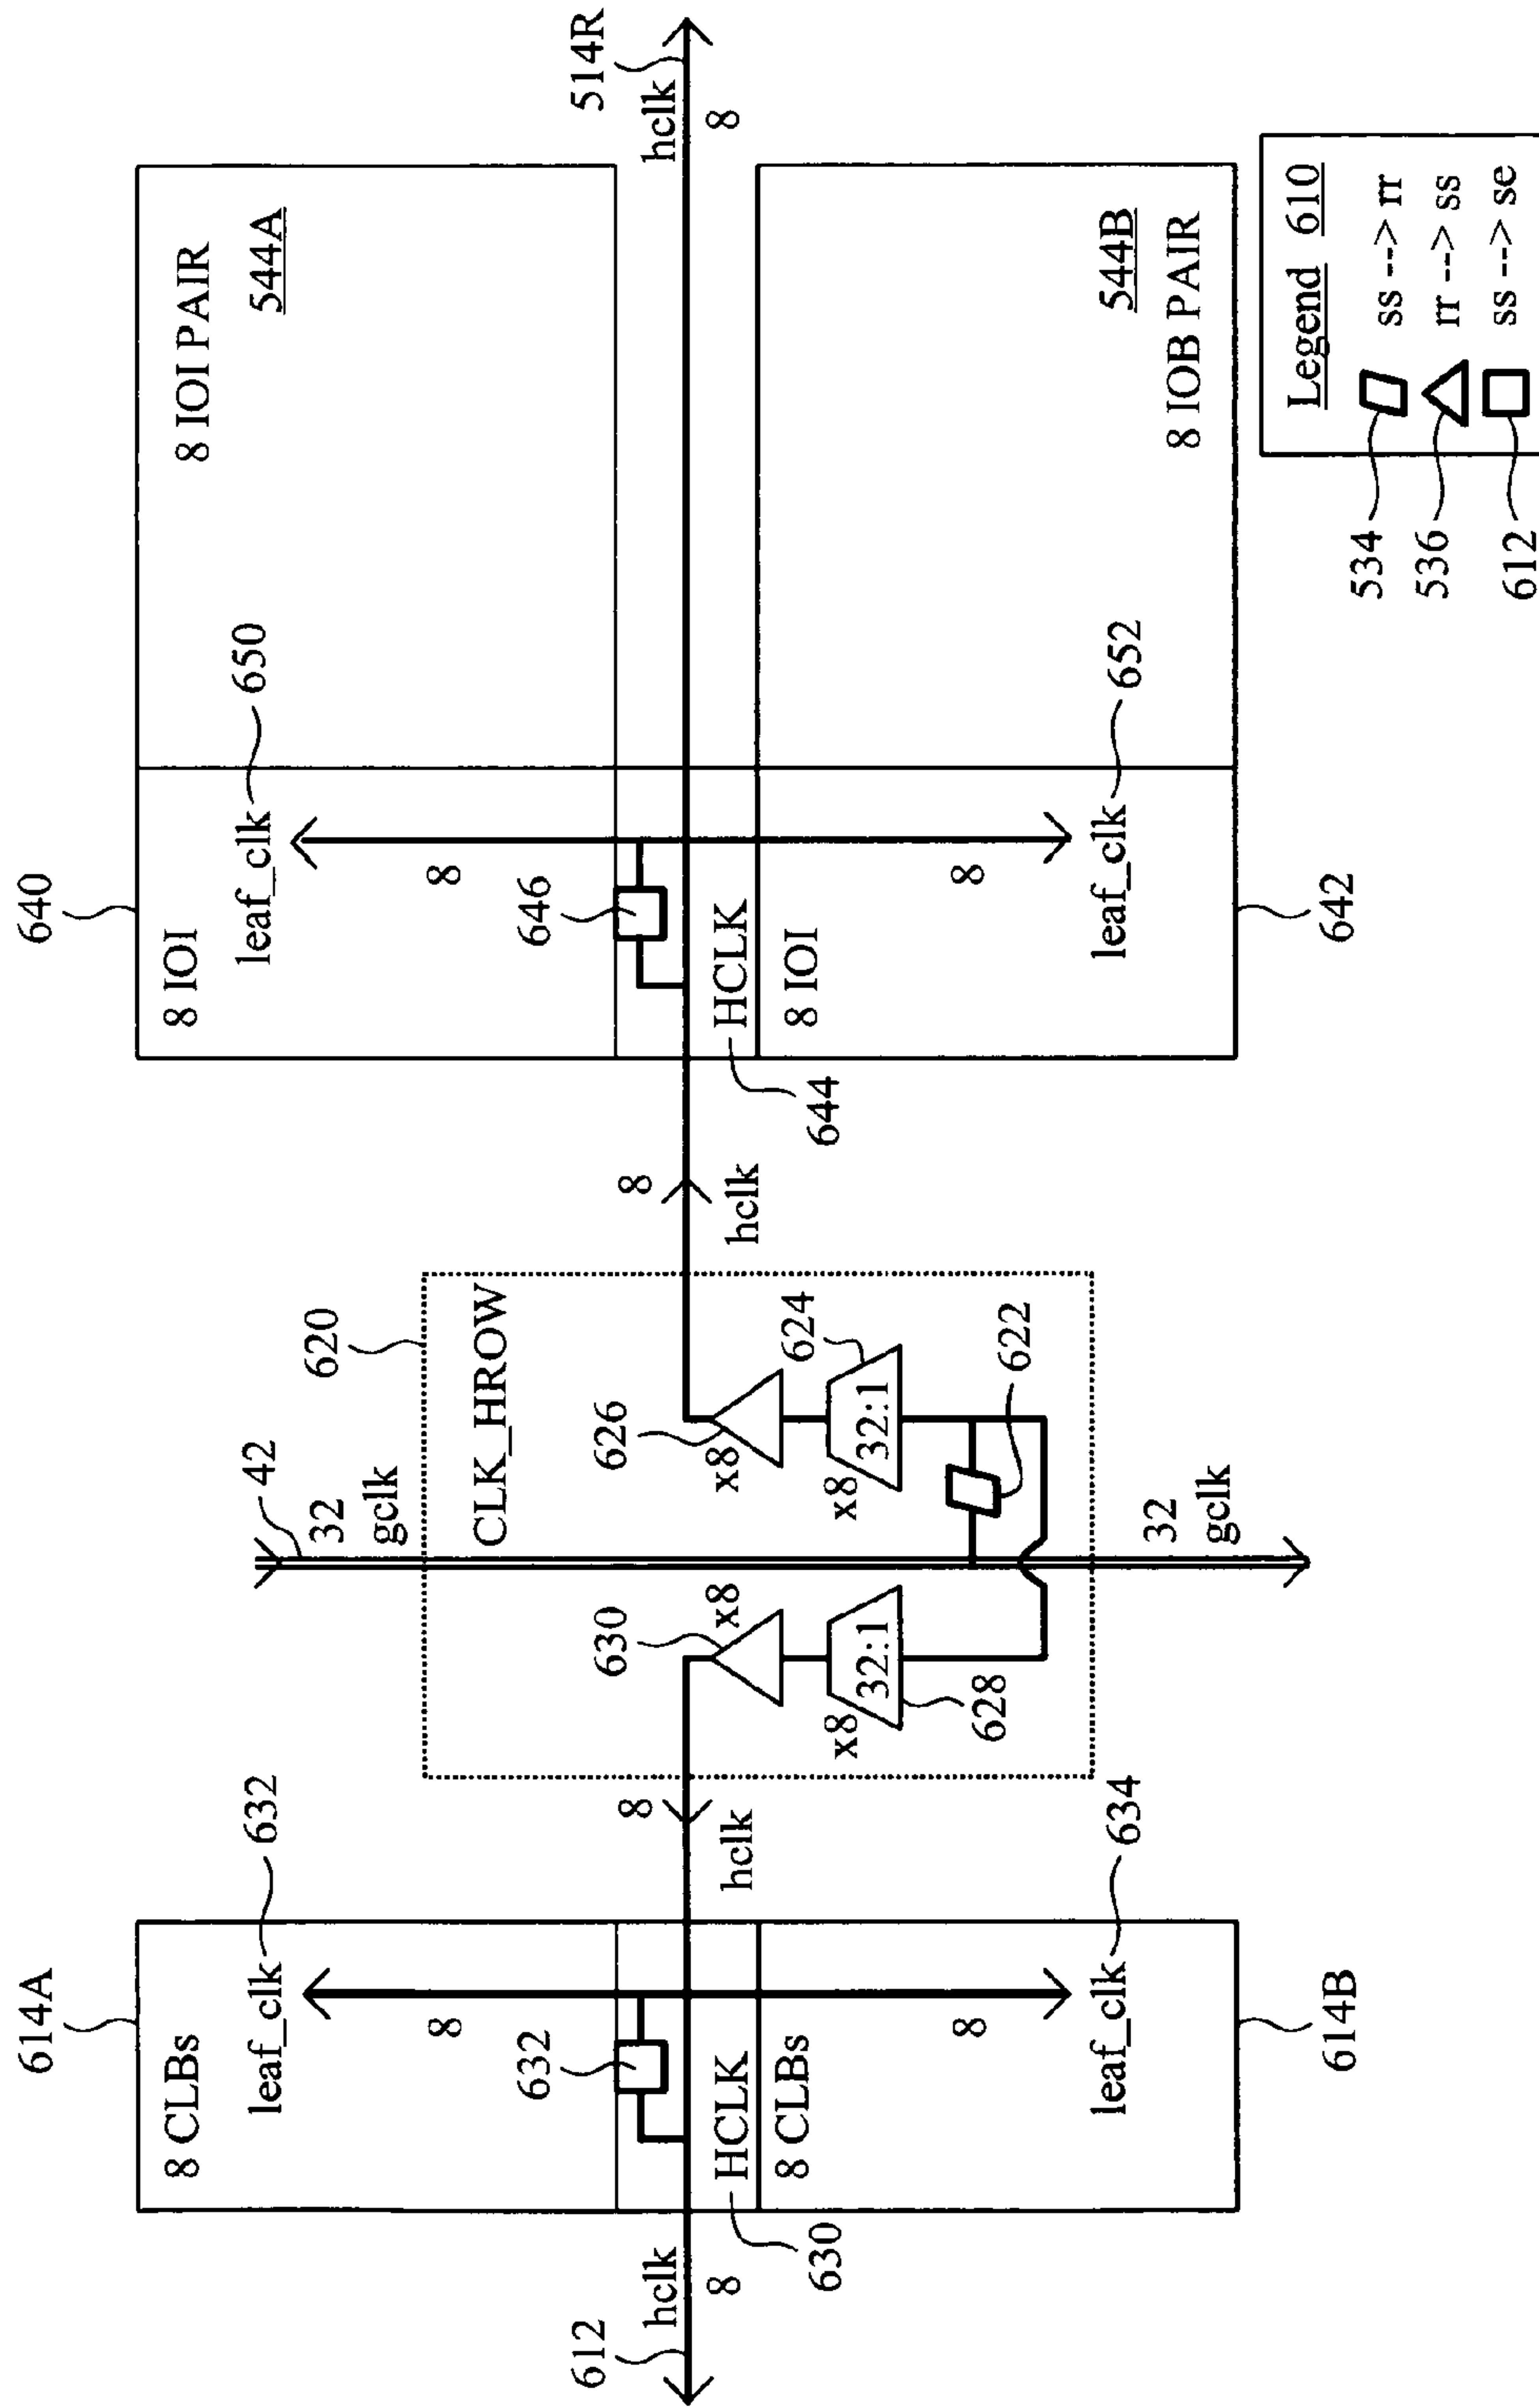 614A
8 CLBs
leaf_clk
632
8
632
612
hclk
8
HCLK
630
8 CLBs
8
leaf_clk
634
614B
8
hclk
42
32
gclk
620
CLK_HROW
630
x8
626
x8
x8
32:1
628
x8
32:1
624
622
32
gclk
8
hclk
640
8 IOI
leaf_clk
650
8
646
HCLK
644
8 IOI
8
leaf_clk
652
642
8 IOI PAIR
544A
hclk
514R
8
544B
8 IOB PAIR
Legend 610
534
ss --> rr
536
rr --> ss
612
ss --> se